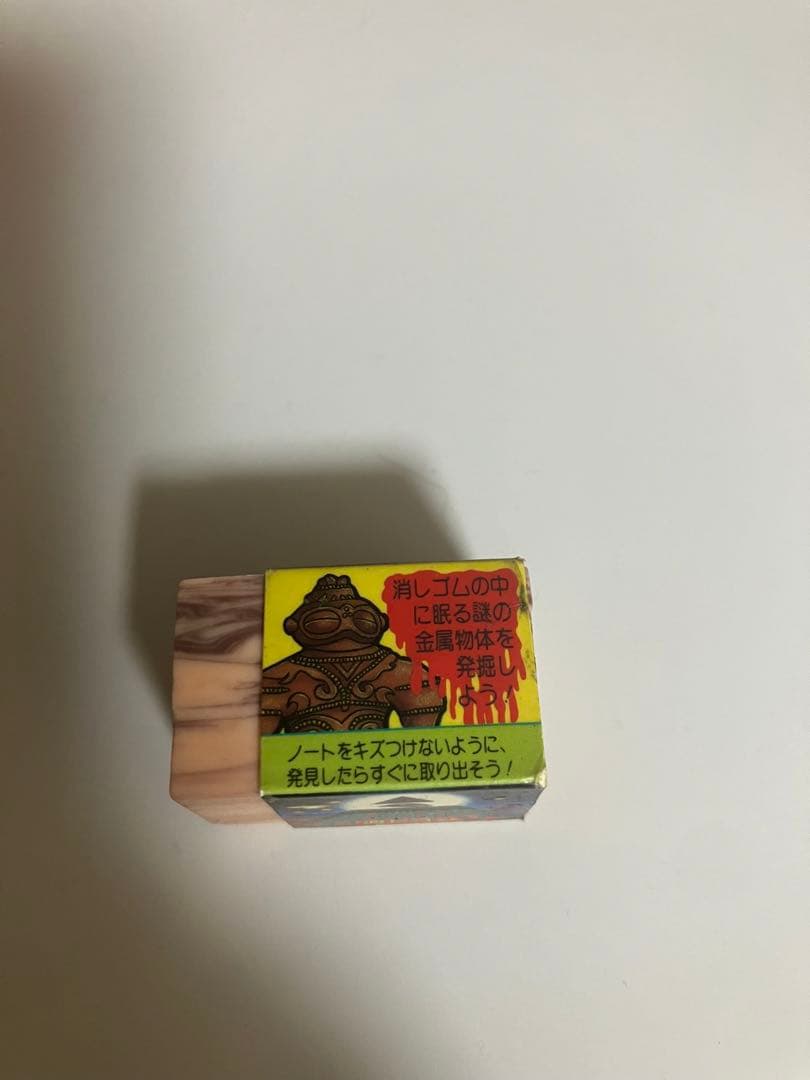 消しゴムの中
に眠る謎の
金属物体を
発掘し
よう!
ノートをキズつけないように、
発見したらすぐに取り出そう!